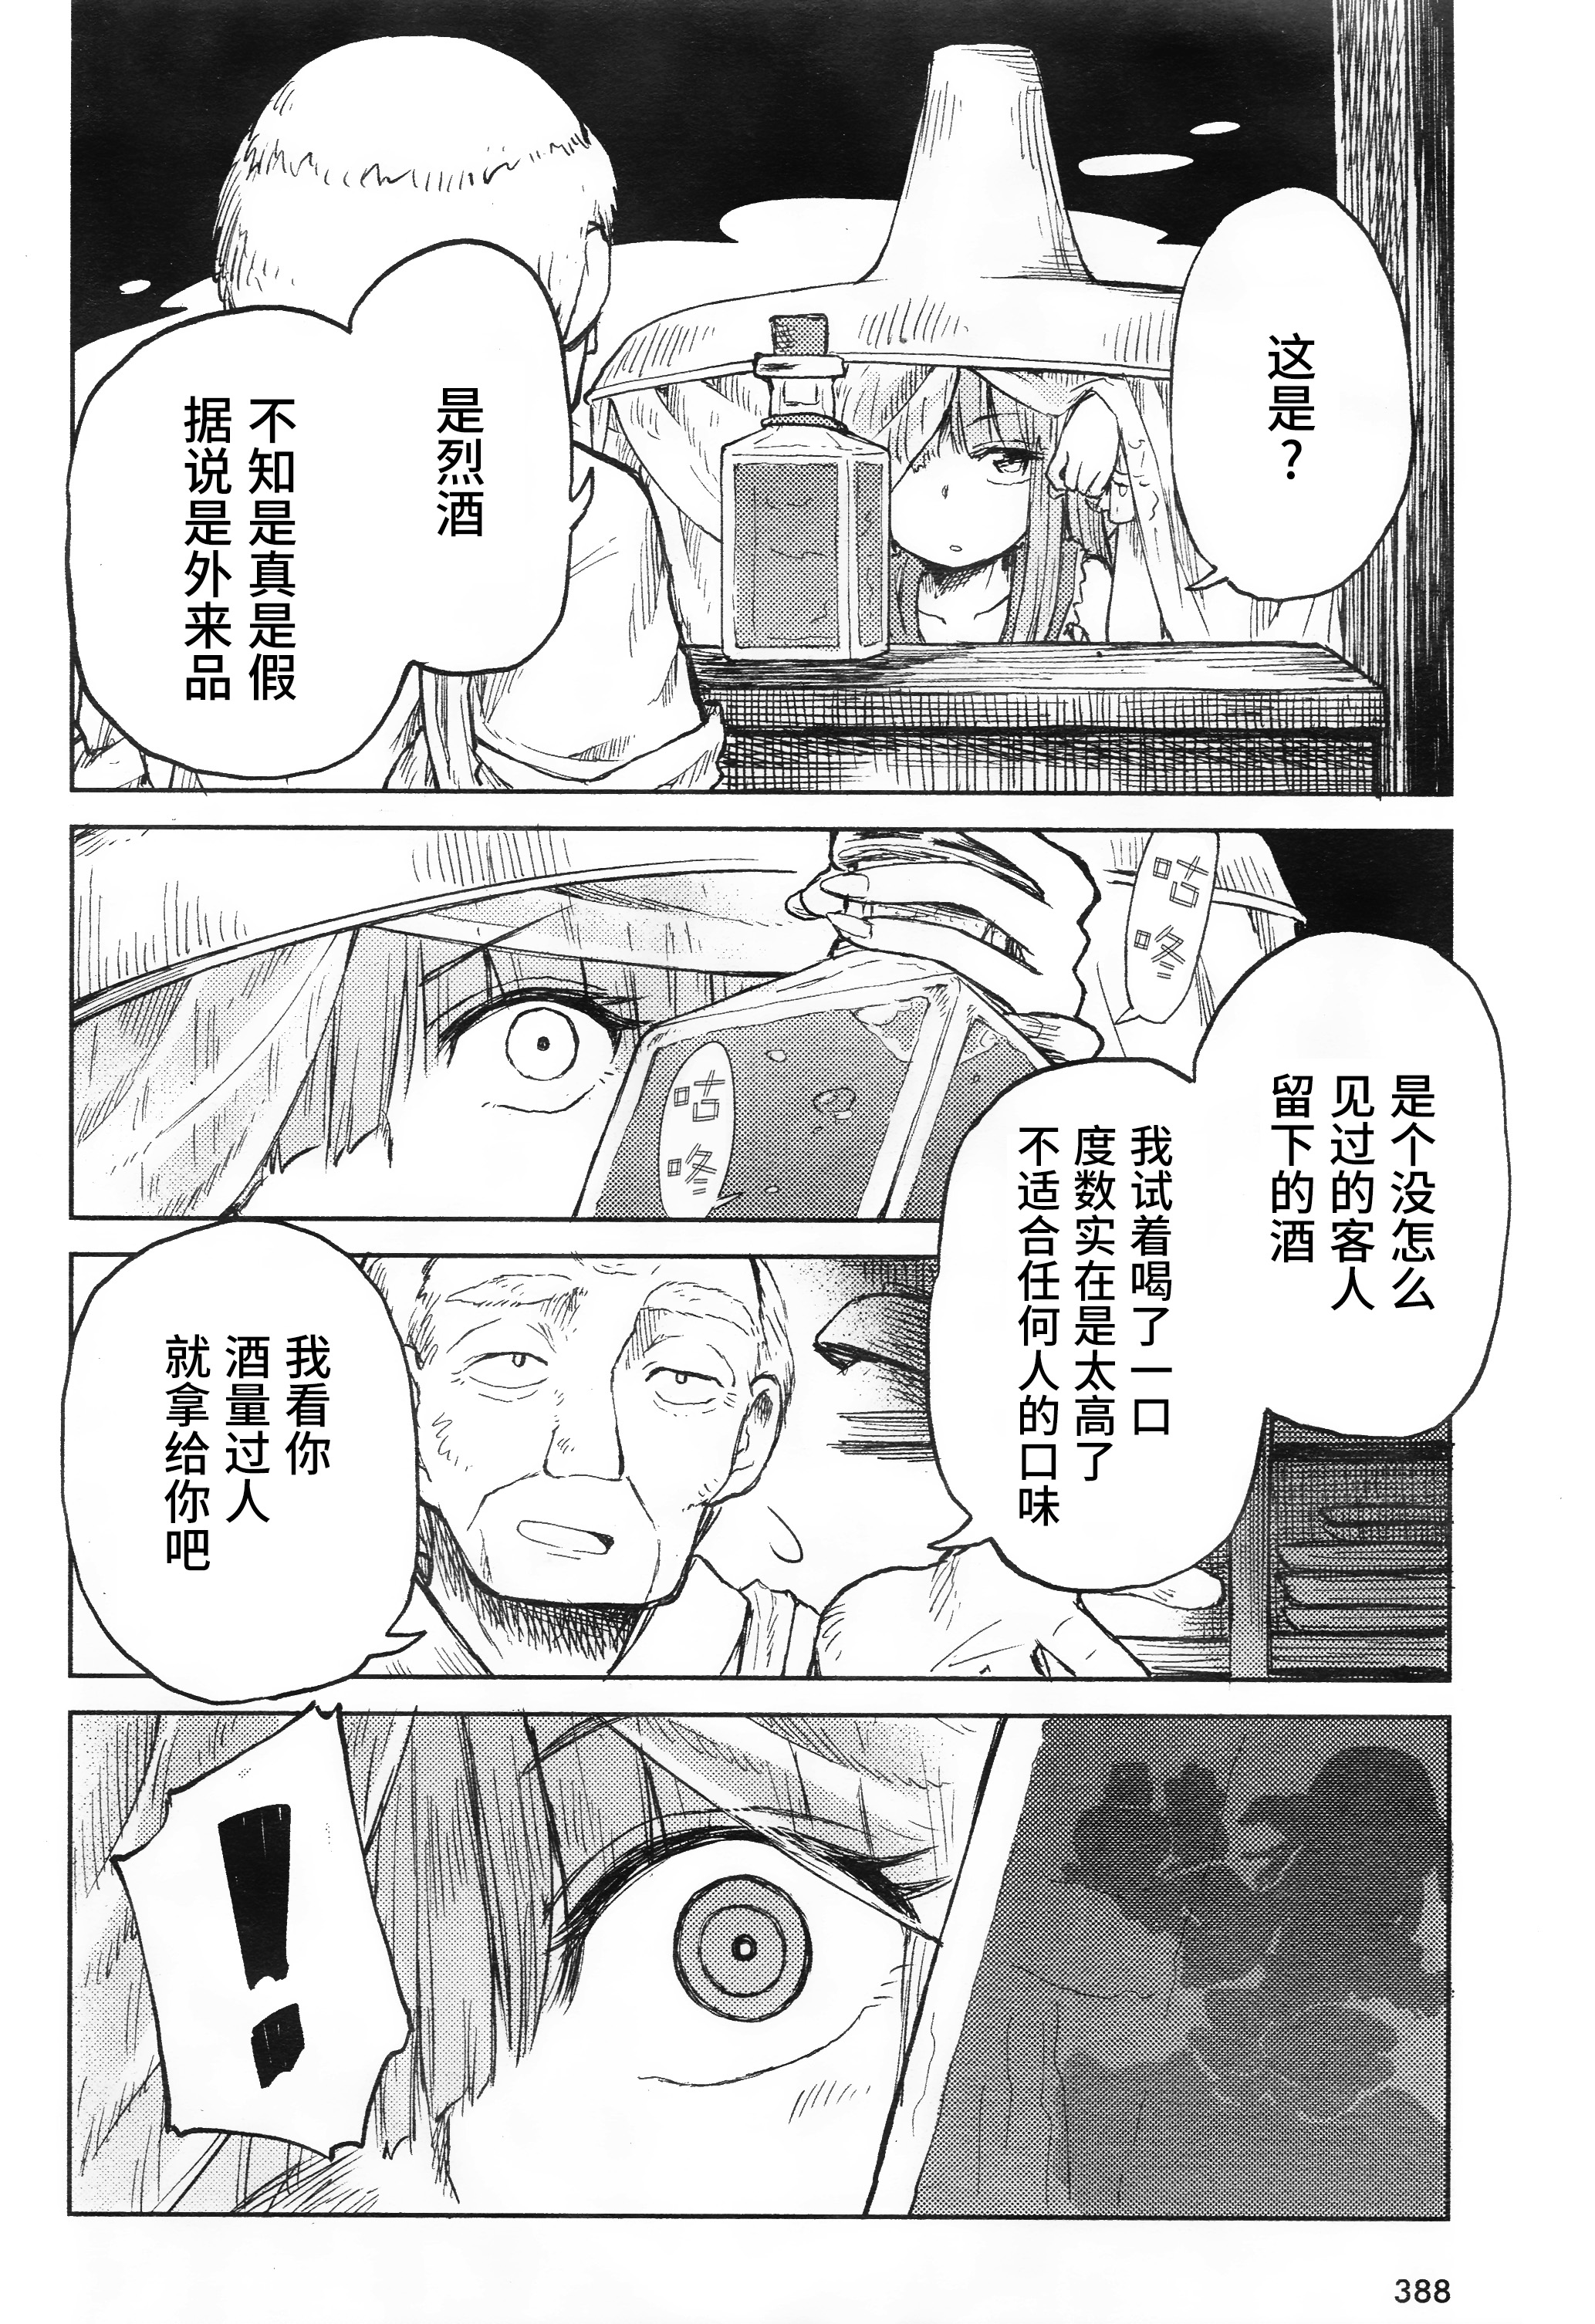 这是?
是烈酒
不知是真是假
据说是外来品
咕咚
咕咚
是个没怎么
见过的客人
留下的酒
我试着喝了一口
度数实在是太高了
不适合任何人的口味
我看你
酒量过人
就拿给你吧
!
388